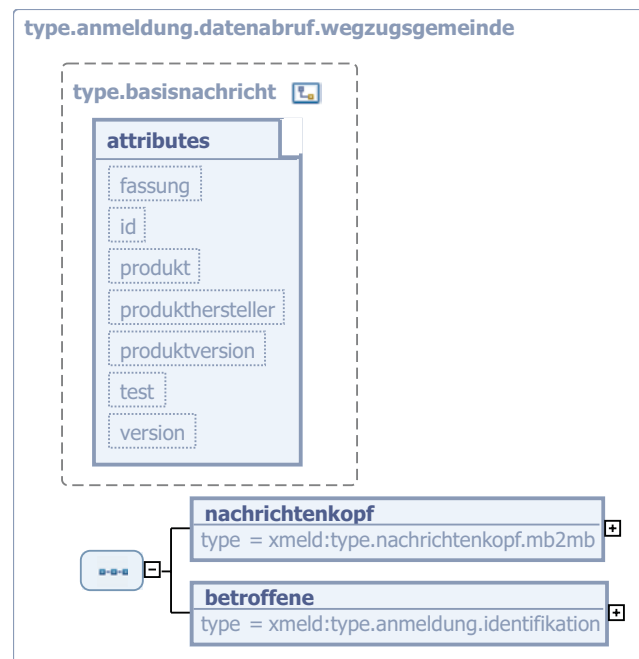 type.anmeldung.datenabruf.wegzugsgemeinde
type.basisnachricht
attributes
fassung
id
produkt
produkthersteller
produktversion
test
version
nachrichtenkopf
type = xmeld:type.nachrichtenkopf.mb2mb
betroffene
type = xmeld:type.anmeldung.identifikation